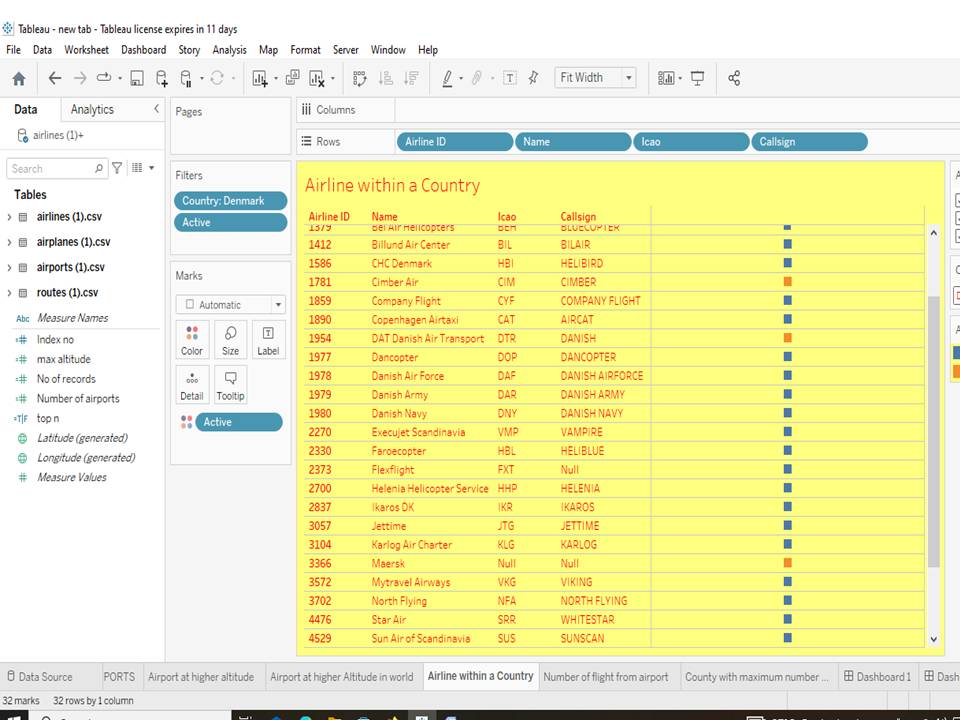 Tableau - new tab - Tableau license expires in 11 days
File Data Worksheet Dashboard Story Analysis Map Format Server Window Help
Fit Width
Data Analytics
airlines (1)+
Search
Tables
airlines (1).csv
airplanes (1).csv
airports (1).csv
routes (1).csv
Abc Measure Names
Index no
max altitude
No of records
Number of airports
top n
Latitude (generated)
Longitude (generated)
Measure Values
Pages
Filters
Country: Denmark
Active
Marks
Automatic
Color Size Label
Detail Tooltip
Active
Columns
Rows Airline ID Name Icao Callsign
Airline within a Country
Airline ID Name Icao Callsign
1379 Bel Air Helicopters BEH BLUECOPTER
1412 Billund Air Center BIL BILAIR
1586 CHC Denmark HBI HELIBIRD
1781 Cimber Air CIM CIMBER
1859 Company Flight CYF COMPANY FLIGHT
1890 Copenhagen Airtaxi CAT AIRCAT
1954 DAT Danish Air Transport DTR DANISH
1977 Dancopter DOP DANCOPTER
1978 Danish Air Force DAF DANISH AIRFORCE
1979 Danish Army DAR DANISH ARMY
1980 Danish Navy DNY DANISH NAVY
2270 Execujet Scandinavia VMP VAMPIRE
2330 Faroecopter HBL HELIBLUE
2373 Flexflight FXT Null
2700 Helenia Helicopter Service HHP HELENIA
2837 Ikaros DK IKR IKAROS
3057 Jettime JTG JETTIME
3104 Karlog Air Charter KLG KARLOG
3366 Maersk Null Null
3572 Mytravel Airways VKG VIKING
3702 North Flying NFA NORTH FLYING
4476 Star Air SRR WHITESTAR
4529 Sun Air of Scandinavia SUS SUNSCAN
Data Source PORTS Airport at higher altitude Airport at higher Altitude in world Airline within a Country Number of flight from airport County with maximum number ... Dashboard 1 Dash
32 marks 32 rows by 1 column